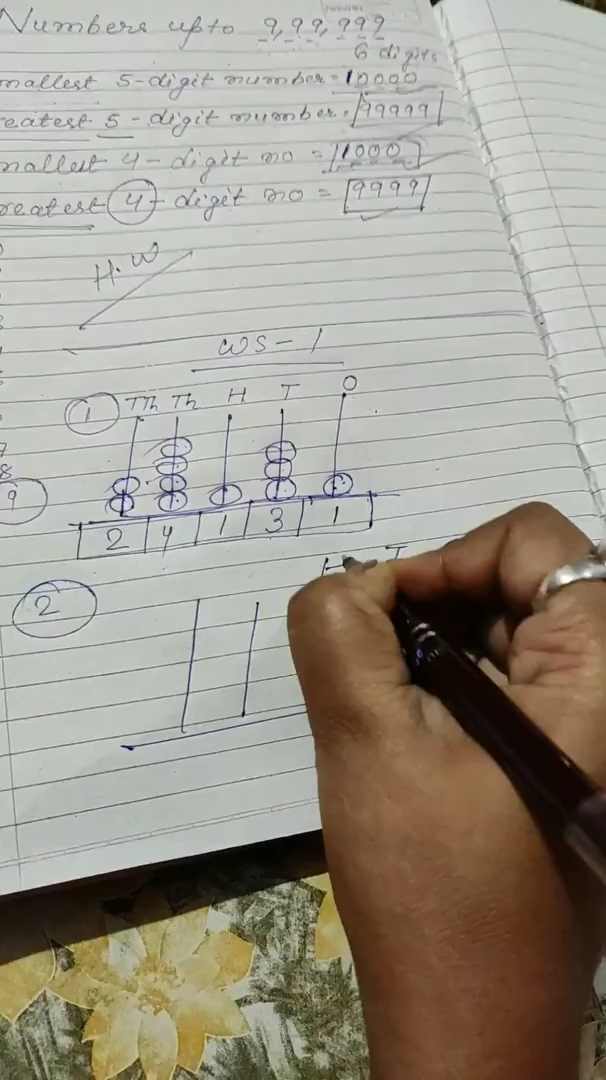 Numbers upto 9,99,999
6 digits
mallest 5-digit number = 10000
reatest 5-digit number = 99999
mallest 4-digit no = 1000
reatest 4-digit no = 9999
H.W
WS-1
1 TTh Th H T O
9
2 4 1 3 1
H T
2